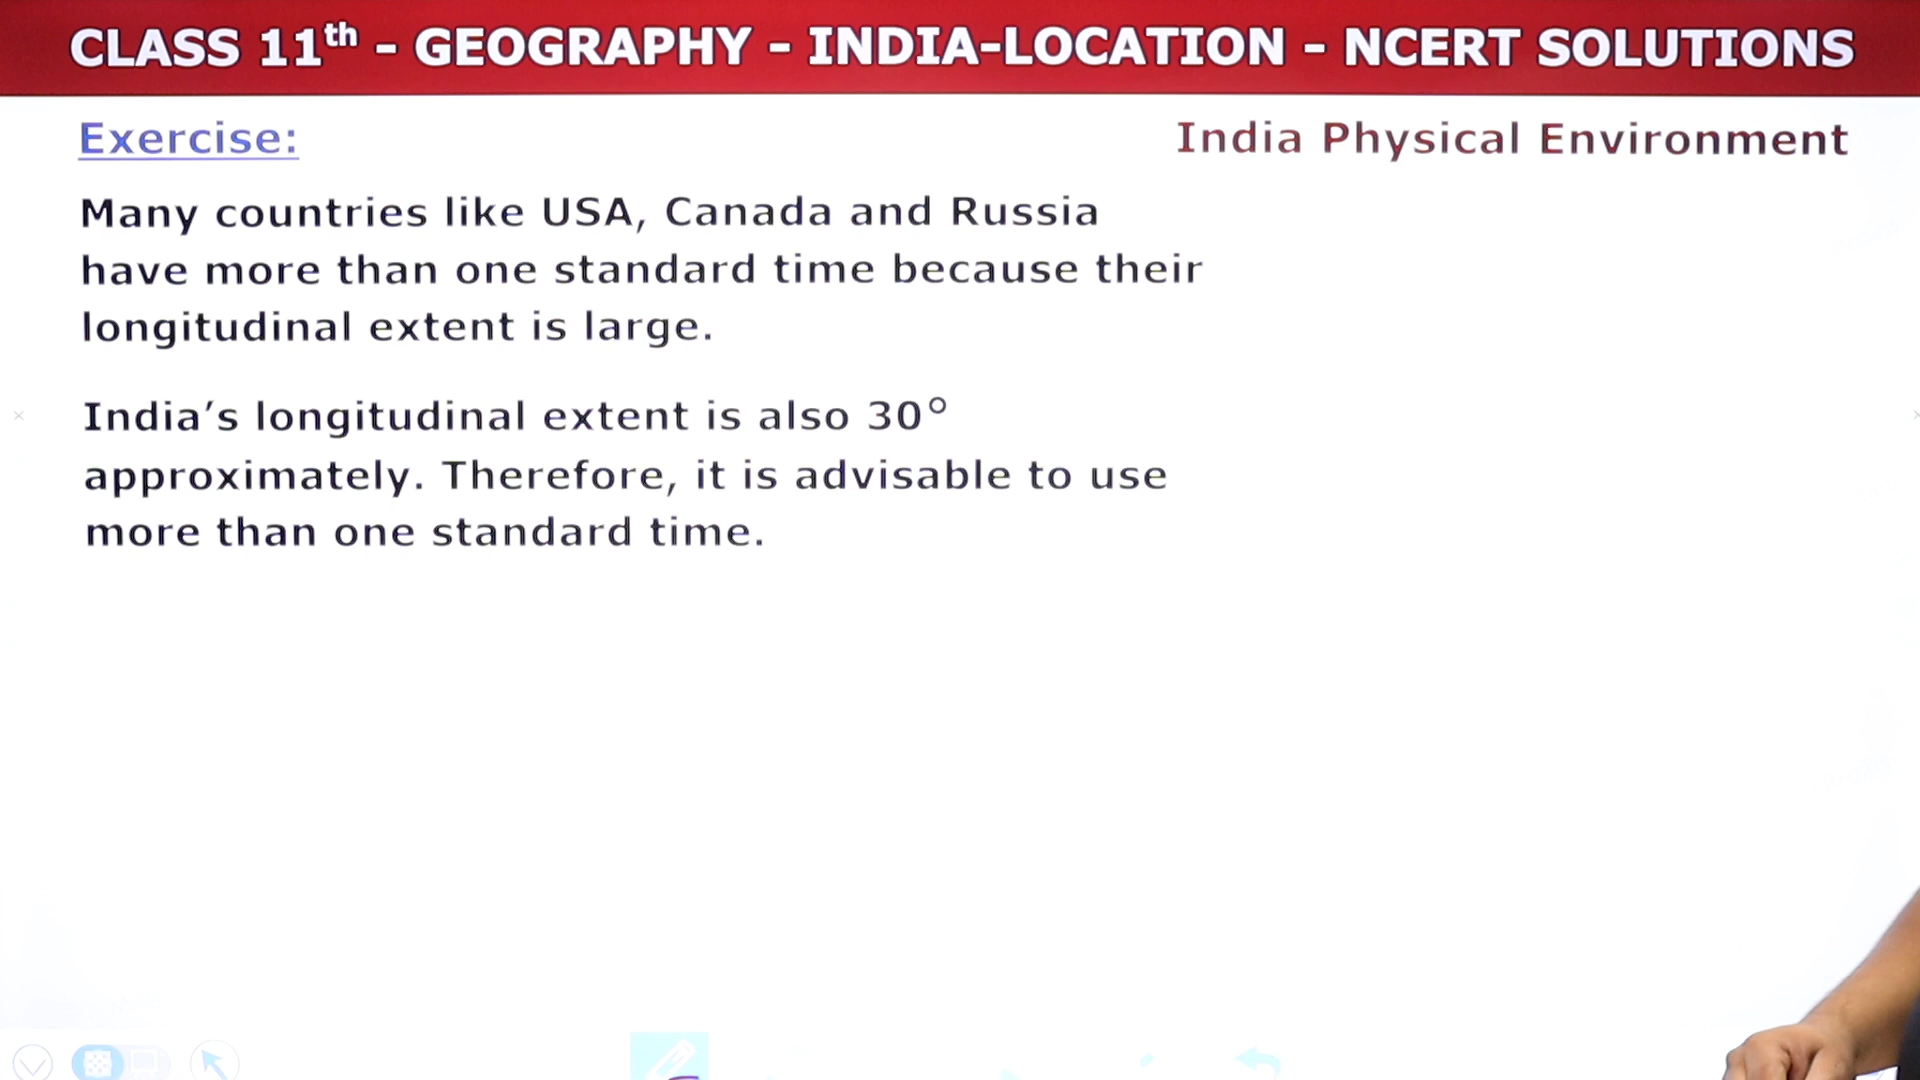 CLASS 11th - GEOGRAPHY - INDIA-LOCATION - NCERT SOLUTIONS
Exercise:
India Physical Environment
Many countries like USA, Canada and Russia
have more than one standard time because their
longitudinal extent is large.
India’s longitudinal extent is also 30°
approximately. Therefore, it is advisable to use
more than one standard time.